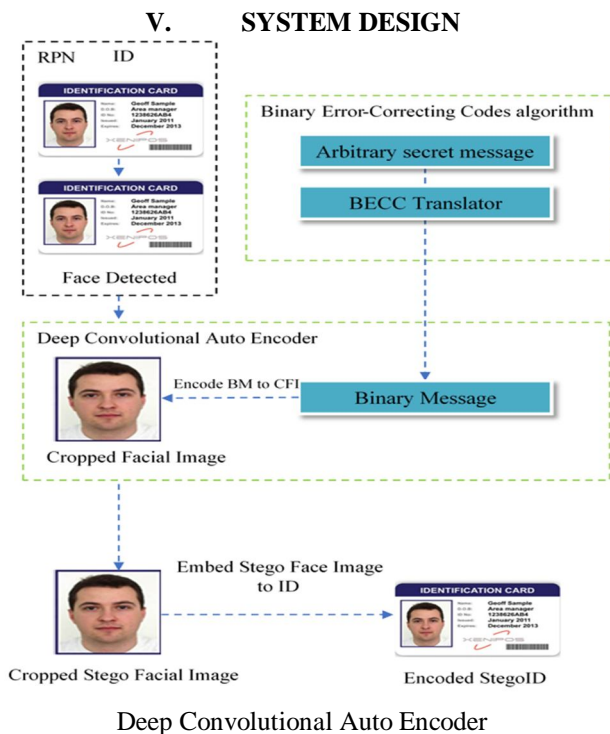 V. SYSTEM DESIGN
RPN ID
IDENTIFICATION CARD
Name: Geoff Sample
D.O.B: Area manager
ID No: 1238626AB4
Issued: January 2011
Expires: December 2013
XENIPOS
IDENTIFICATION CARD
Name: Geoff Sample
D.O.B: Area manager
ID No: 1238626AB4
Issued: January 2011
Expires: December 2013
XENIPOS
Face Detected
Binary Error-Correcting Codes algorithm
Arbitrary secret message
BECC Translator
Deep Convolutional Auto Encoder
Encode BM to CFI
Binary Message
Cropped Facial Image
Embed Stego Face Image
to ID
IDENTIFICATION CARD
Name: Geoff Sample
D.O.B: Area manager
ID No: 1238626AB4
Issued: January 2011
Expires: December 2013
XENIPOS
Cropped Stego Facial Image
Encoded StegoID
Deep Convolutional Auto Encoder